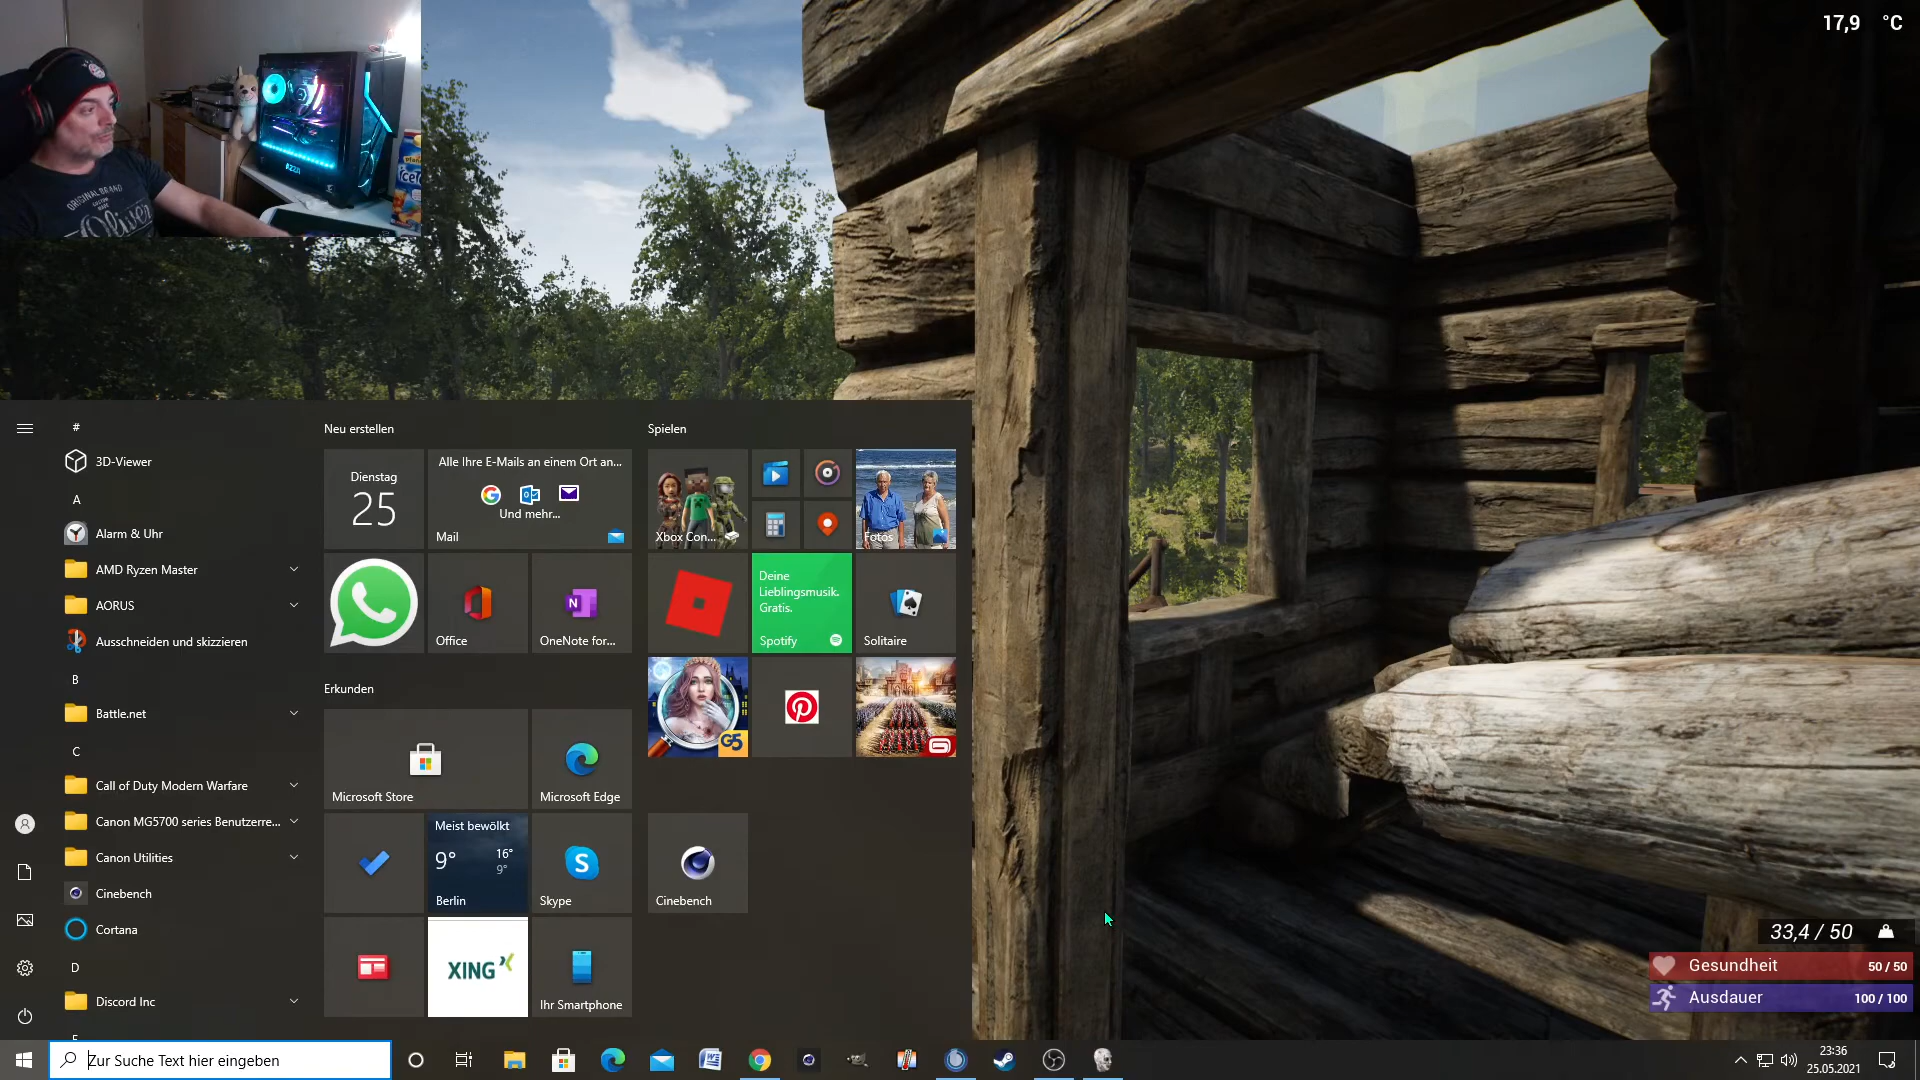 17,9 °C
ORIGINAL BRAND
Oliver
#
3D-Viewer
A
Alarm & Uhr
AMD Ryzen Master
AORUS
Ausschneiden und skizzieren
B
Battle.net
C
Call of Duty Modern Warfare
Canon MG5700 series Benutzerre...
Canon Utilities
Cinebench
Cortana
D
Discord Inc
Neu erstellen
Dienstag
25
Alle Ihre E-Mails an einem Ort an...
Und mehr...
Mail
Office
OneNote for...
Erkunden
Microsoft Store
Microsoft Edge
Meist bewölkt
9°
16°
9°
Berlin
Skype
XING
Ihr Smartphone
Spielen
Xbox Con...
Fotos
Deine
Lieblingsmusik.
Gratis.
Spotify
Solitaire
G5
Cinebench
33,4 / 50
Gesundheit 50 / 50
Ausdauer 100 / 100
Zur Suche Text hier eingeben
23:36
25.05.2021